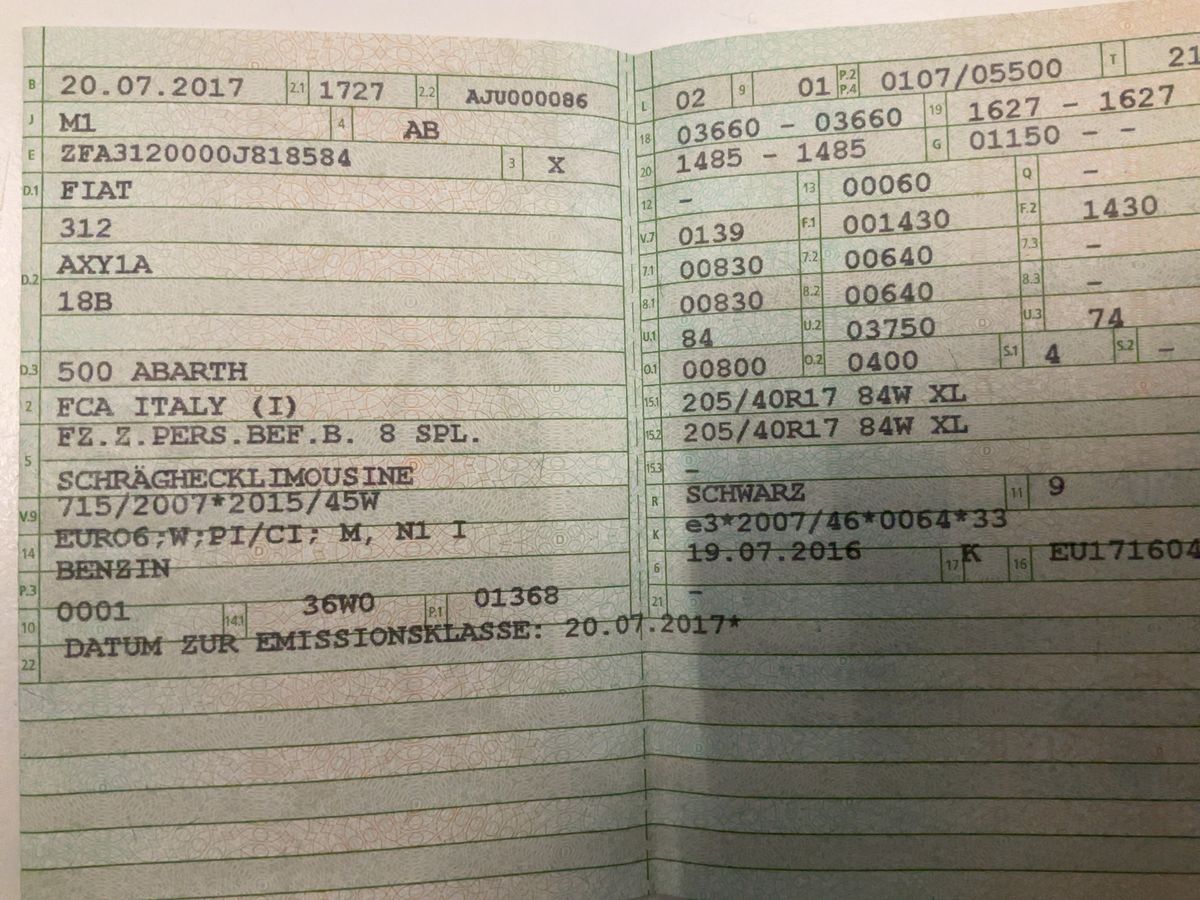 B 20.07.2017 2.1 1727 2.2 AJU000086
J M1 4 AB
E ZFA3120000J818584 3 X
D.1 FIAT
312
D.2 AXY1A
18B
D.3 500 ABARTH
2 FCA ITALY (I)
FZ.Z.PERS.BEF.B. 8 SPL.
5 SCHRÄGHECKLIMOUSINE
V.9 715/2007*2015/45W
14 EURO6;W;PI/CI; M, N1 I
P.3 BENZIN
10 0001 14.1 36W0 P.1 01368
22 DATUM ZUR EMISSIONSKLASSE: 20.07.2017*
L 02 9 01 P.2 P.4 0107/05500 T 21
18 03660 - 03660 19 1627 - 1627
20 1485 - 1485 G 01150 - -
12 - 13 00060 Q -
V.7 0139 F.1 001430 F.2 1430
7.1 00830 7.2 00640 7.3 -
8.1 00830 8.2 00640 8.3 -
U.1 84 U.2 03750 U.3 74
O.1 00800 O.2 0400 S.1 4 S.2 -
15.1 205/40R17 84W XL
15.2 205/40R17 84W XL
15.3 -
R SCHWARZ 11 9
K e3*2007/46*0064*33
6 19.07.2016 17 K 16 EU171604
21 -